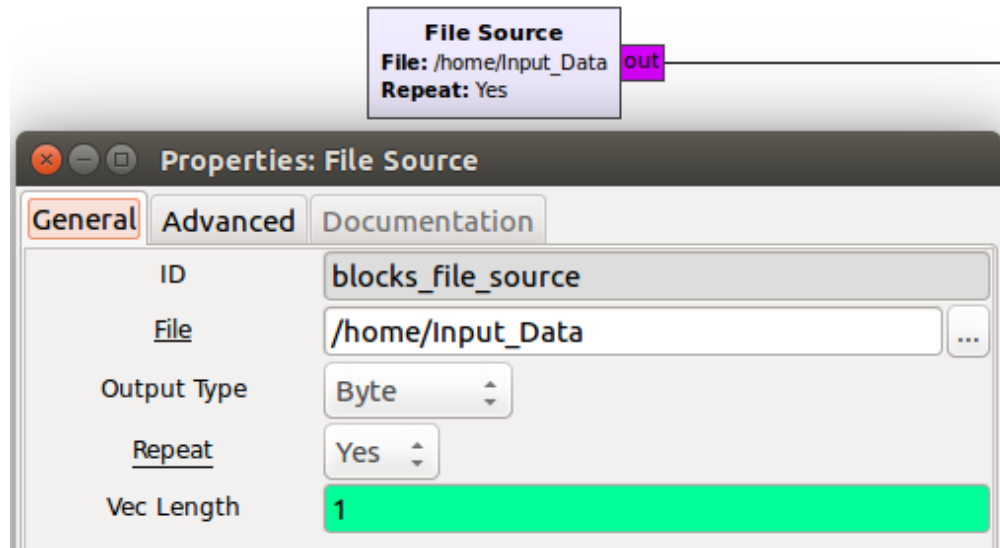 File Source
File: /home/Input_Data
out
Repeat: Yes
Properties: File Source
General Advanced Documentation
ID blocks_file_source
File /home/Input_Data ...
Output Type Byte
Repeat Yes
Vec Length 1